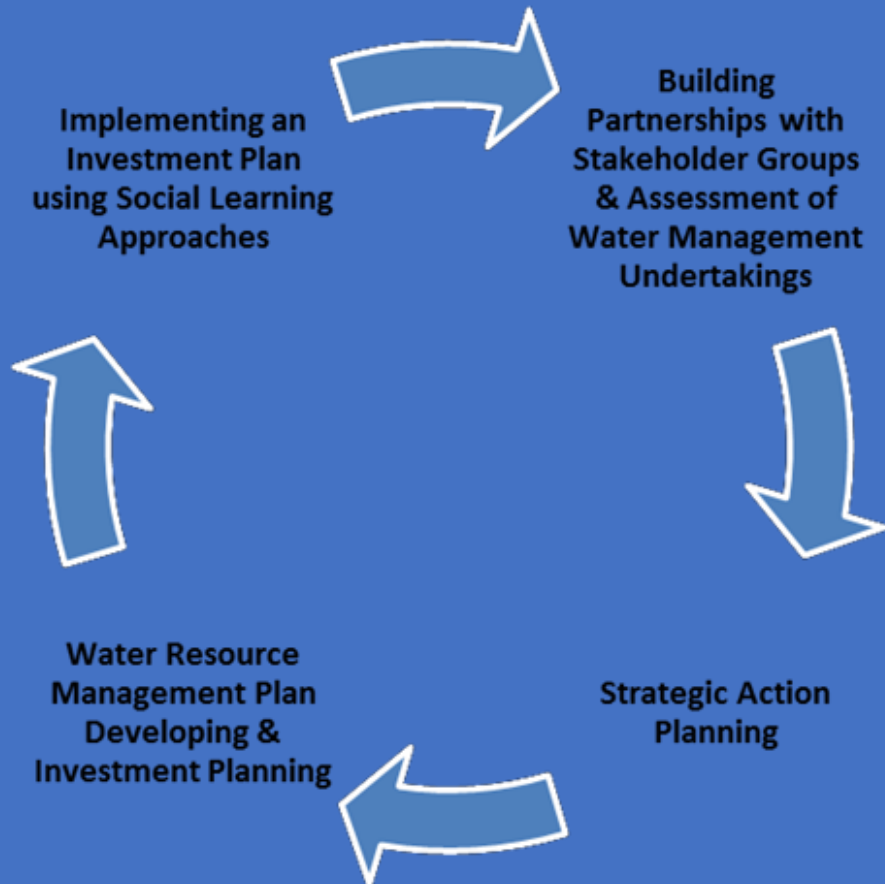 Implementing an
Investment Plan
using Social Learning
Approaches
Building
Partnerships with
Stakeholder Groups
& Assessment of
Water Management
Undertakings
Water Resource
Management Plan
Developing &
Investment Planning
Strategic Action
Planning